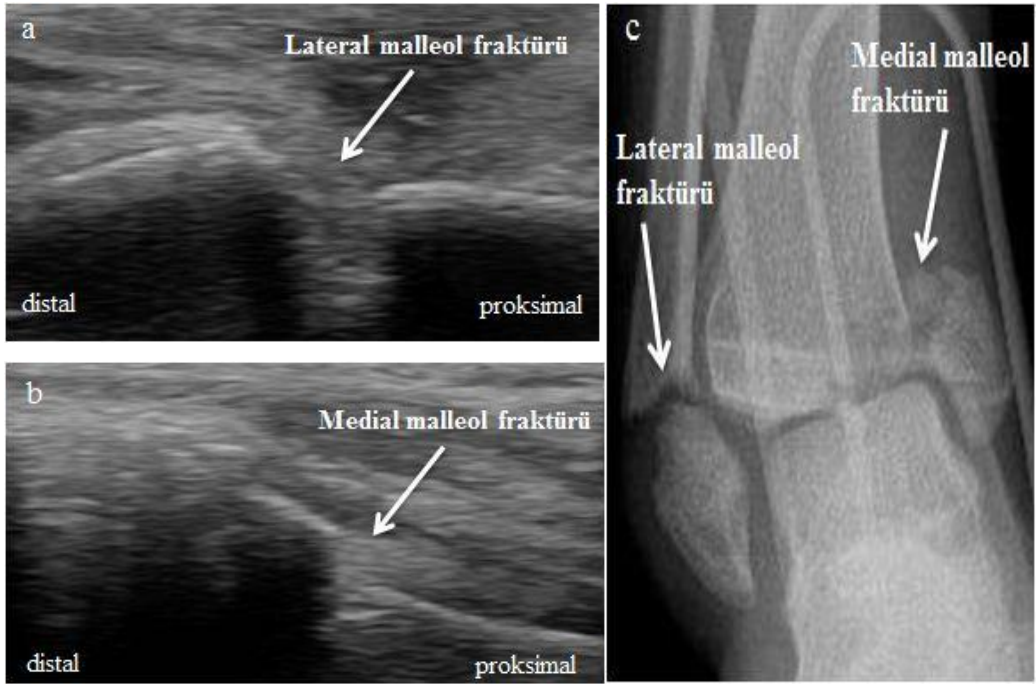 a
Lateral malleol fraktürü
distal
proksimal
b
Medial malleol fraktürü
distal
proksimal
c
Medial malleol
fraktürü
Lateral malleol
fraktürü